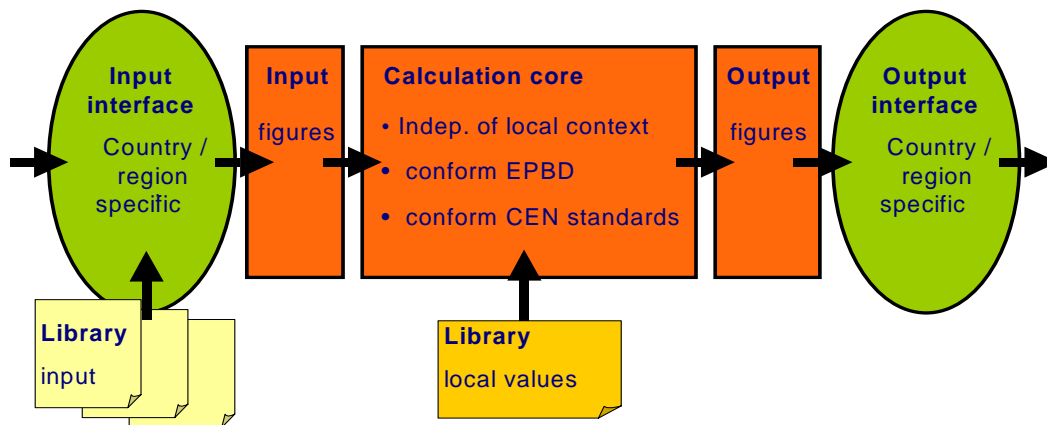 Input
interface
Country /
region
specific
Input
figures
Calculation core
• Indep. of local context
• conform EPBD
• conform CEN standards
Output
figures
Output
interface
Country /
region
specific
Library
input
Library
local values